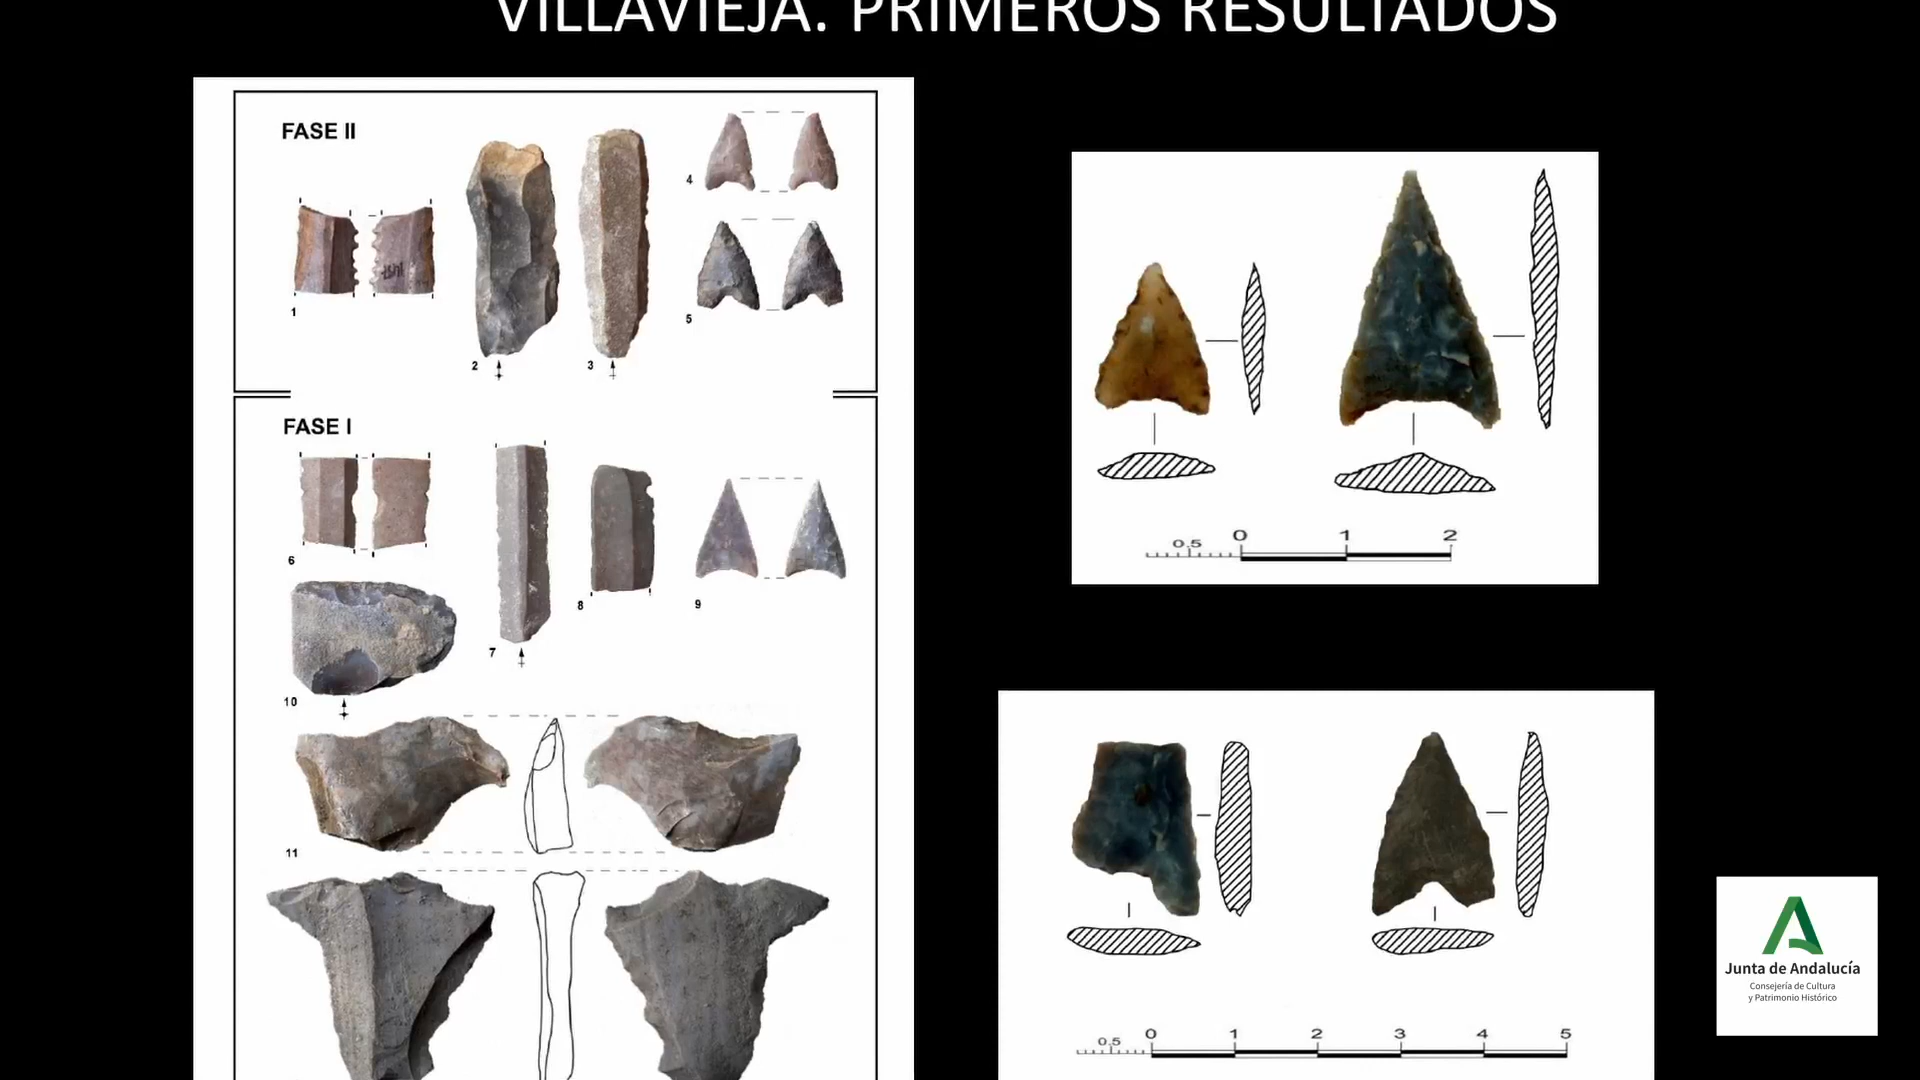 VILLAVIEJA. PRIMEROS RESULTADOS
FASE II
1
2
3
4
5
FASE I
6
7
8
9
10
11
0.5 0 1 2
0.5 0 1 2 3 4 5
Junta de Andalucía
Consejería de Cultura
y Patrimonio Histórico